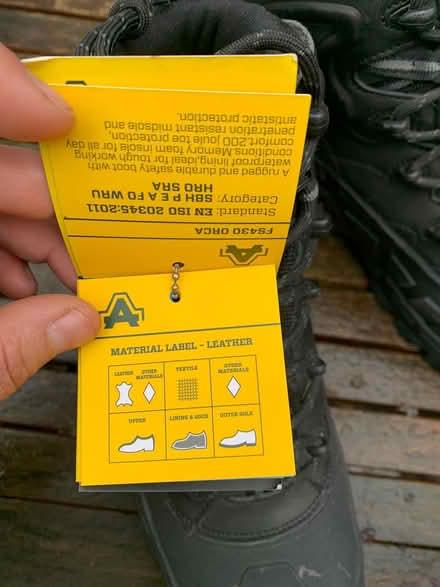 FS430 ORCA
Standard: EN ISO 20345:2011
Category: SBH P E A FO WRU
HRO SRA
A rugged and durable safety boot with
waterproof lining,ideal for tough working
conditions.Memory foam insole for all day
comfort.200 joule toe protection,
penetration resistant midsole and
antistatic protection.
A
MATERIAL LABEL - LEATHER
LEATHER
OTHER
MATERIALS
TEXTILE
OTHER
MATERIALS
UPPER
LINING & SOCK
OUTER SOLE